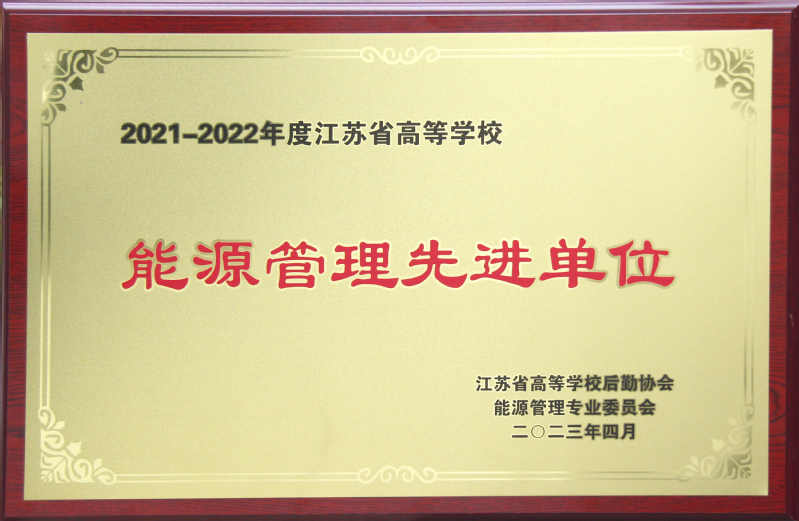 2021-2022年度江苏省高等学校
能源管理先进单位
江苏省高等学校后勤协会
能源管理专业委员会
二〇二三年四月